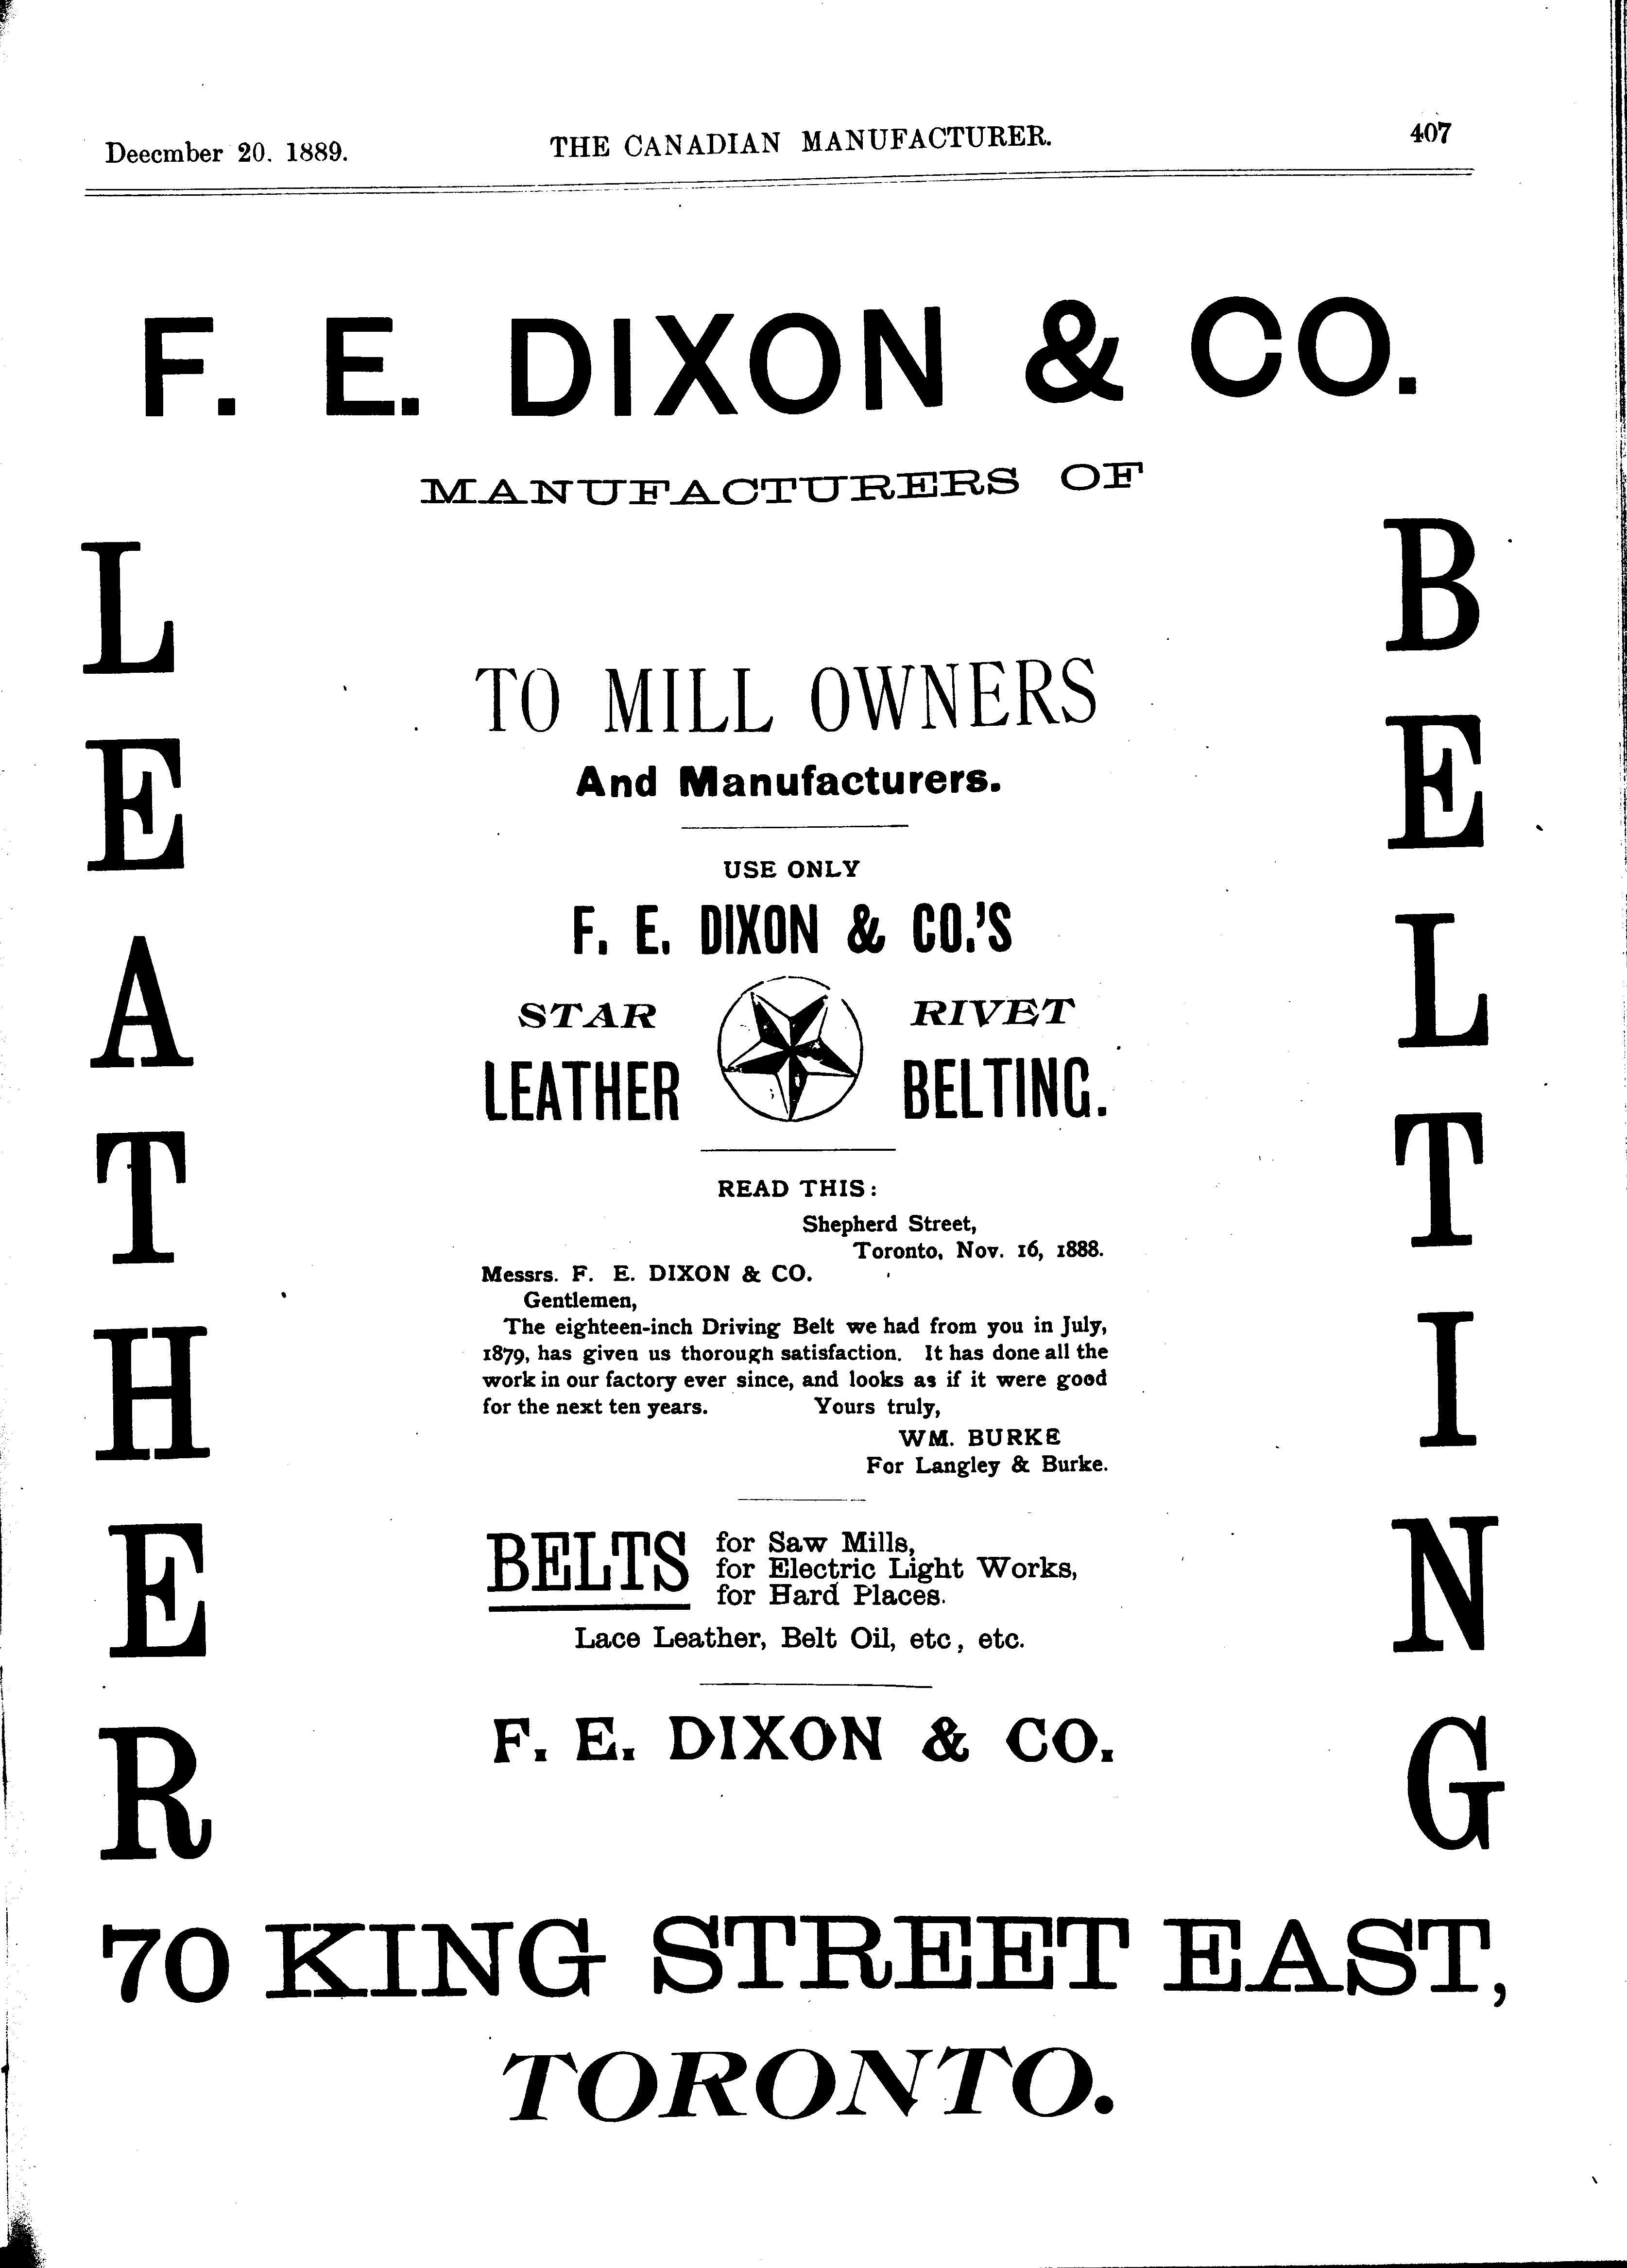 Deecmber 20. 1889.
THE CANADIAN MANUFACTURER.
407
F. E. DIXON & CO.
MANUFACTURERS OF
LEATHER
BELTING
TO MILL OWNERS
And Manufacturers.
USE ONLY
F. E. DIXON & CO.'S
STAR RIVET
LEATHER BELTING.
READ THIS:
Shepherd Street,
Toronto, Nov. 16, 1888.
Messrs. F. E. DIXON & CO.
Gentlemen,
The eighteen-inch Driving Belt we had from you in July,
1879, has given us thorough satisfaction. It has done all the
work in our factory ever since, and looks as if it were good
for the next ten years. Yours truly,
WM. BURKE
For Langley & Burke.
BELTS for Saw Mills,
for Electric Light Works,
for Hard Places.
Lace Leather, Belt Oil, etc, etc.
F. E. DIXON & CO.
70 KING STREET EAST,
TORONTO.